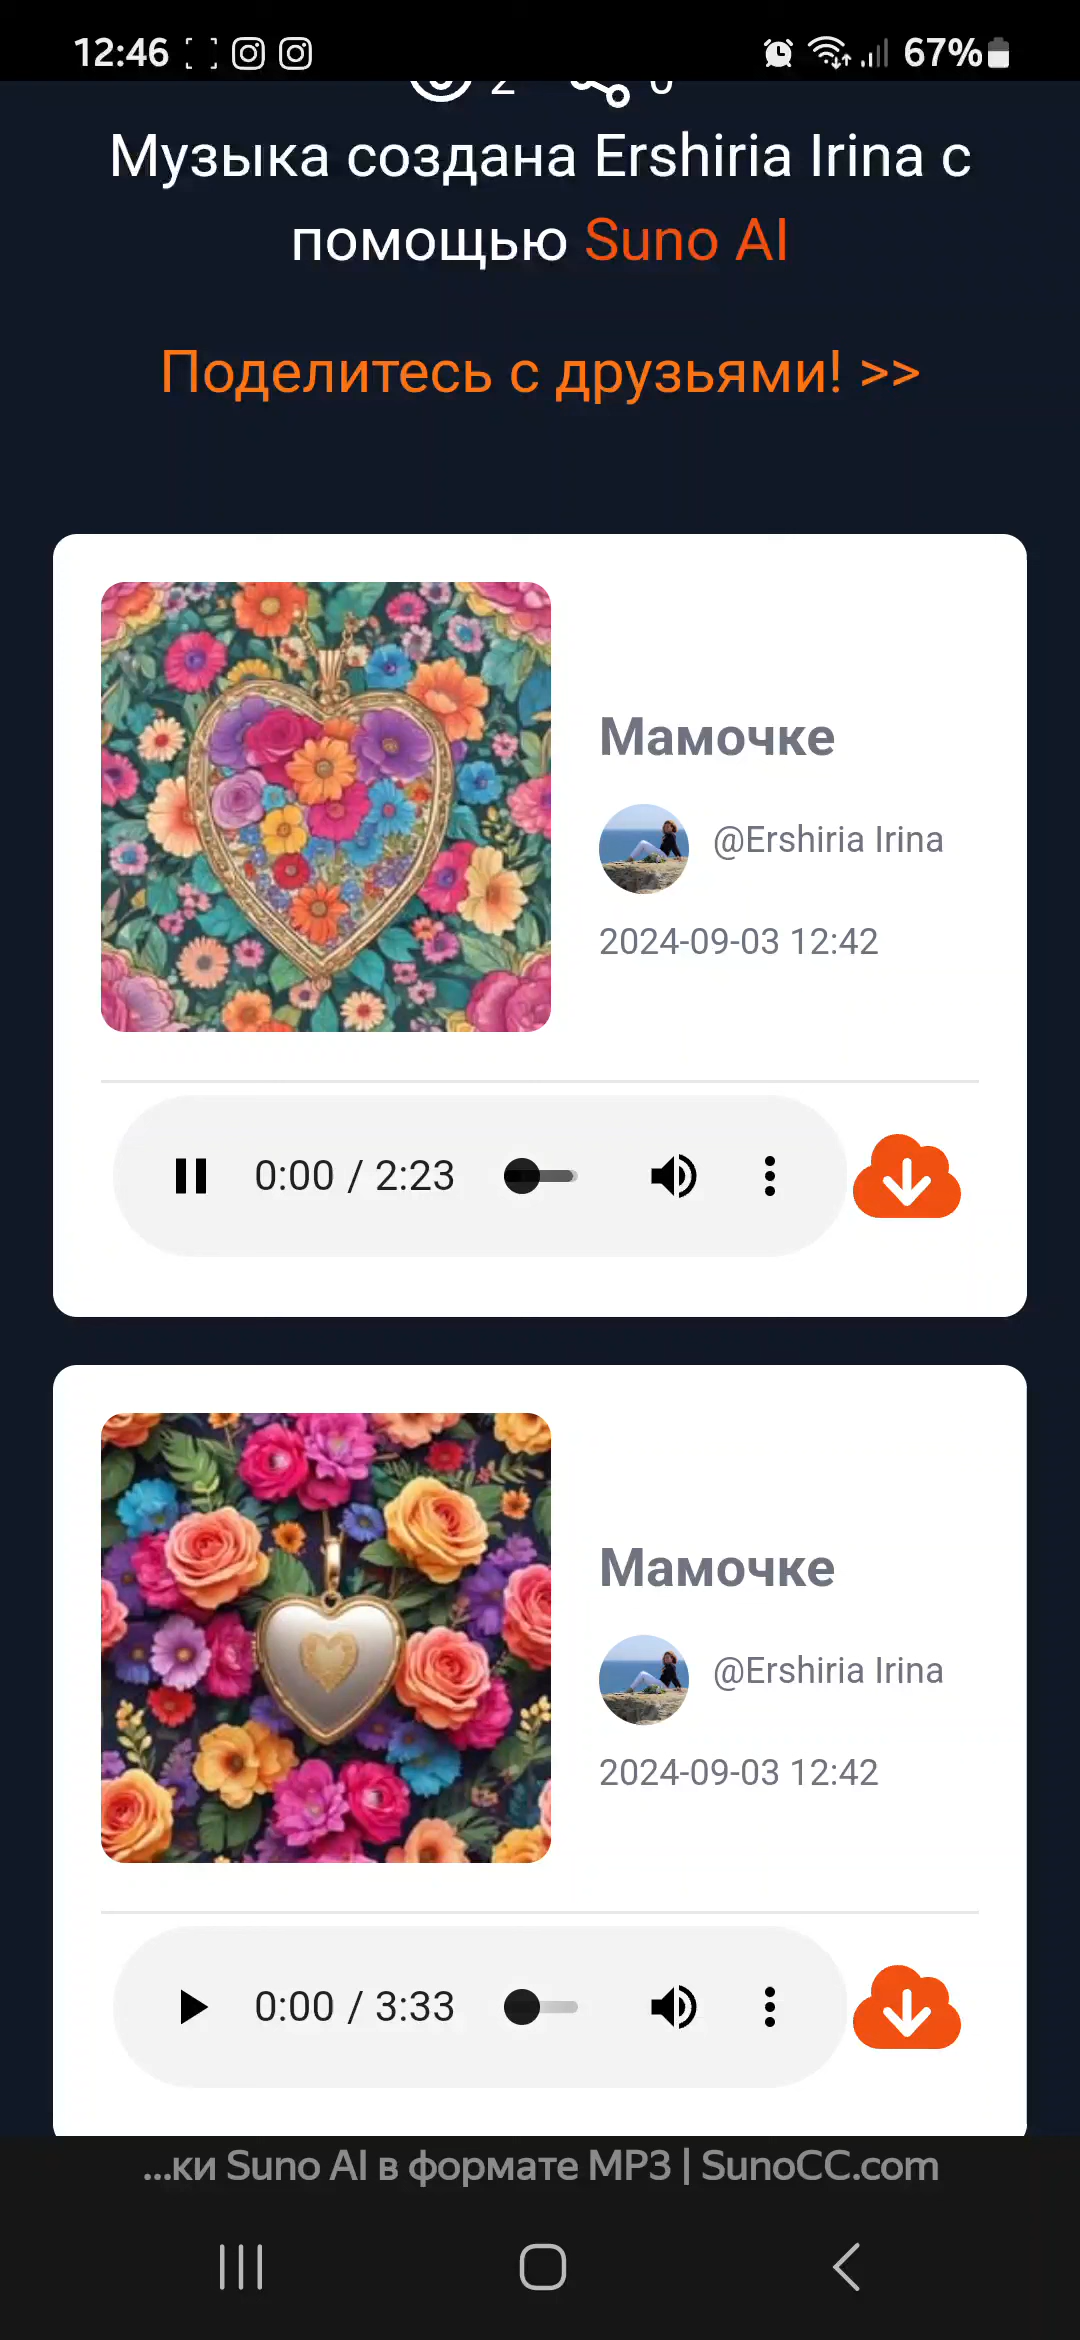 12:46
67%
2
Музыка создана Ershiria Irina с
помощью Suno AI
Поделитесь с друзьями! >>
Мамочке
@Ershiria Irina
2024-09-03 12:42
0:00 / 2:23
Мамочке
@Ershiria Irina
2024-09-03 12:42
0:00 / 3:33
...ки Suno AI в формате MP3 | SunoCC.com